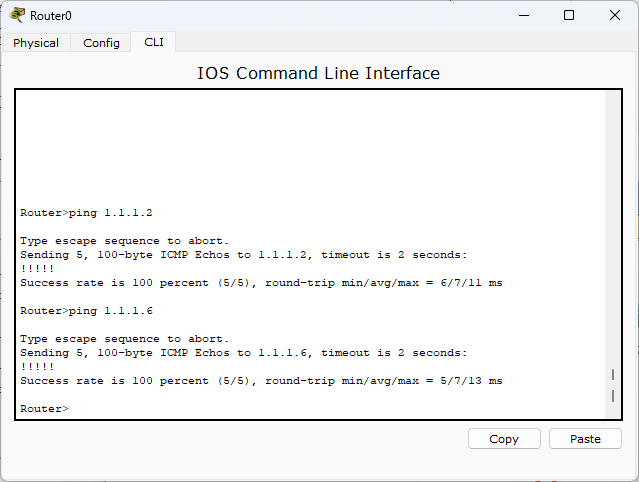 Router0
Physical Config CLI
IOS Command Line Interface
Router>ping 1.1.1.2
Type escape sequence to abort.
Sending 5, 100-byte ICMP Echos to 1.1.1.2, timeout is 2 seconds:
!!!!!
Success rate is 100 percent (5/5), round-trip min/avg/max = 6/7/11 ms
Router>ping 1.1.1.6
Type escape sequence to abort.
Sending 5, 100-byte ICMP Echos to 1.1.1.6, timeout is 2 seconds:
!!!!!
Success rate is 100 percent (5/5), round-trip min/avg/max = 5/7/13 ms
Router>
Copy Paste